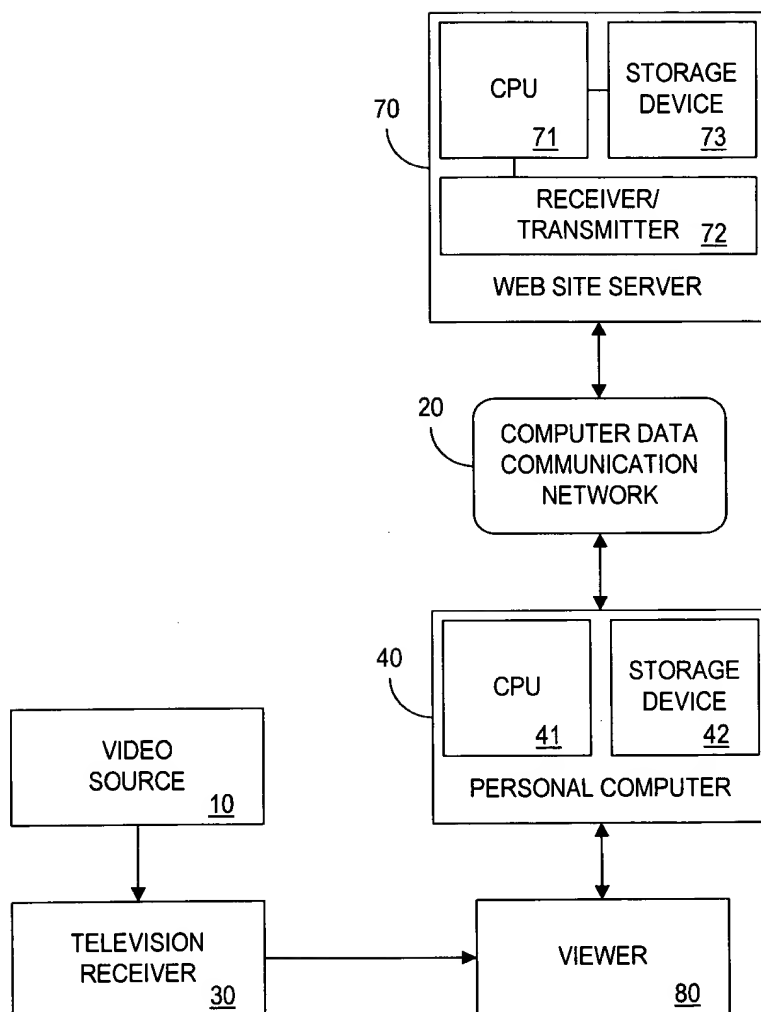 CPU
71
STORAGE
DEVICE
73
70
RECEIVER/
TRANSMITTER 72
WEB SITE SERVER
20
COMPUTER DATA
COMMUNICATION
NETWORK
40
CPU
41
STORAGE
DEVICE
42
PERSONAL COMPUTER
VIDEO
SOURCE 10
TELEVISION
RECEIVER 30
VIEWER
80